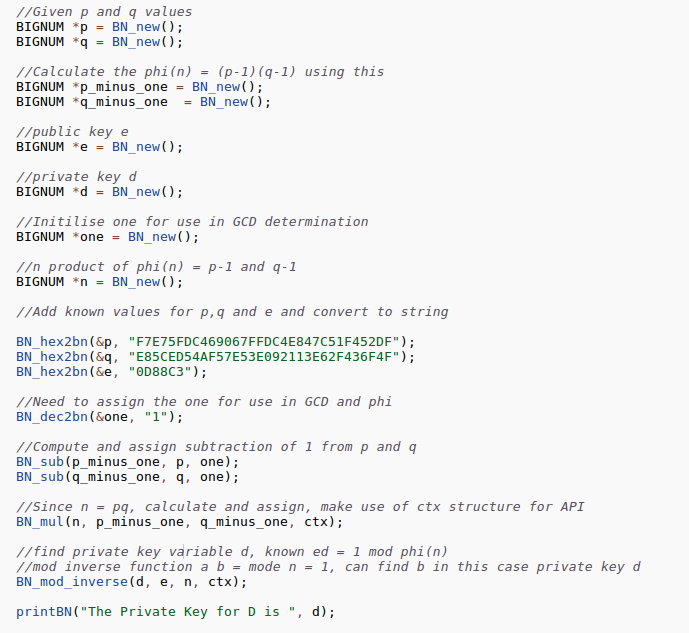 //Given p and q values
BIGNUM *p = BN_new();
BIGNUM *q = BN_new();
//Calculate the phi(n) = (p-1)(q-1) using this
BIGNUM *p_minus_one = BN_new();
BIGNUM *q_minus_one  = BN_new();
//public key e
BIGNUM *e = BN_new();
//private key d
BIGNUM *d = BN_new();
//Initilise one for use in GCD determination
BIGNUM *one = BN_new();
//n product of phi(n) = p-1 and q-1
BIGNUM *n = BN_new();
//Add known values for p,q and e and convert to string
BN_hex2bn(&p, "F7E75FDC469067FFDC4E847C51F452DF");
BN_hex2bn(&q, "E85CED54AF57E53E092113E62F436F4F");
BN_hex2bn(&e, "0D88C3");
//Need to assign the one for use in GCD and phi
BN_dec2bn(&one, "1");
//Compute and assign subtraction of 1 from p and q
BN_sub(p_minus_one, p, one);
BN_sub(q_minus_one, q, one);
//Since n = pq, calculate and assign, make use of ctx structure for API
BN_mul(n, p_minus_one, q_minus_one, ctx);
//find private key variable d, known ed = 1 mod phi(n)
//mod inverse function a b = mode n = 1, can find b in this case private key d
BN_mod_inverse(d, e, n, ctx);
printBN("The Private Key for D is ", d);